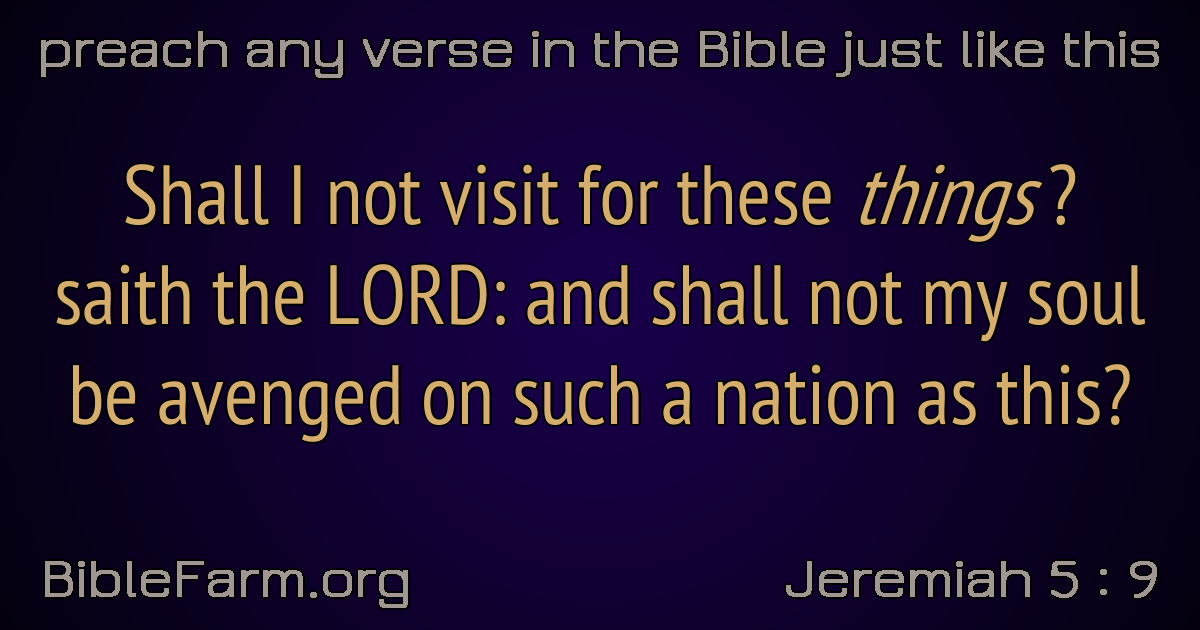 preach any verse in the Bible just like this
Shall I not visit for these things?
saith the LORD: and shall not my soul
be avenged on such a nation as this?
BibleFarm.org
Jeremiah 5 : 9